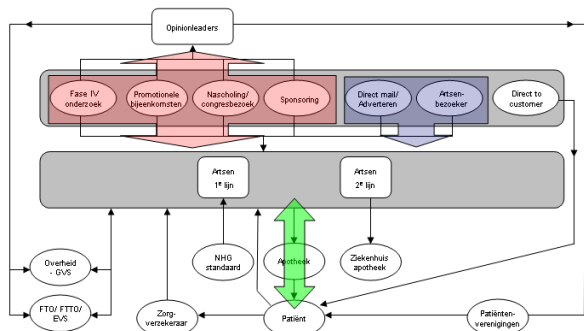 Opinionleaders
Fase IV/
onderzoek
Promotionele
bijeenkomsten
Nascholing/
congresbezoek
Sponsoring
Direct mail/
Adverteren
Artsen-
bezoeker
Direct to
customer
Artsen
1e lijn
Artsen
2e lijn
Overheid
- GVS
NHG
standaard
Apotheek
Ziekenhuis
apotheek
FTO/ FTTO/
EVS
Zorg-
verzekeraar
Patiënt
Patiënten-
verenigingen